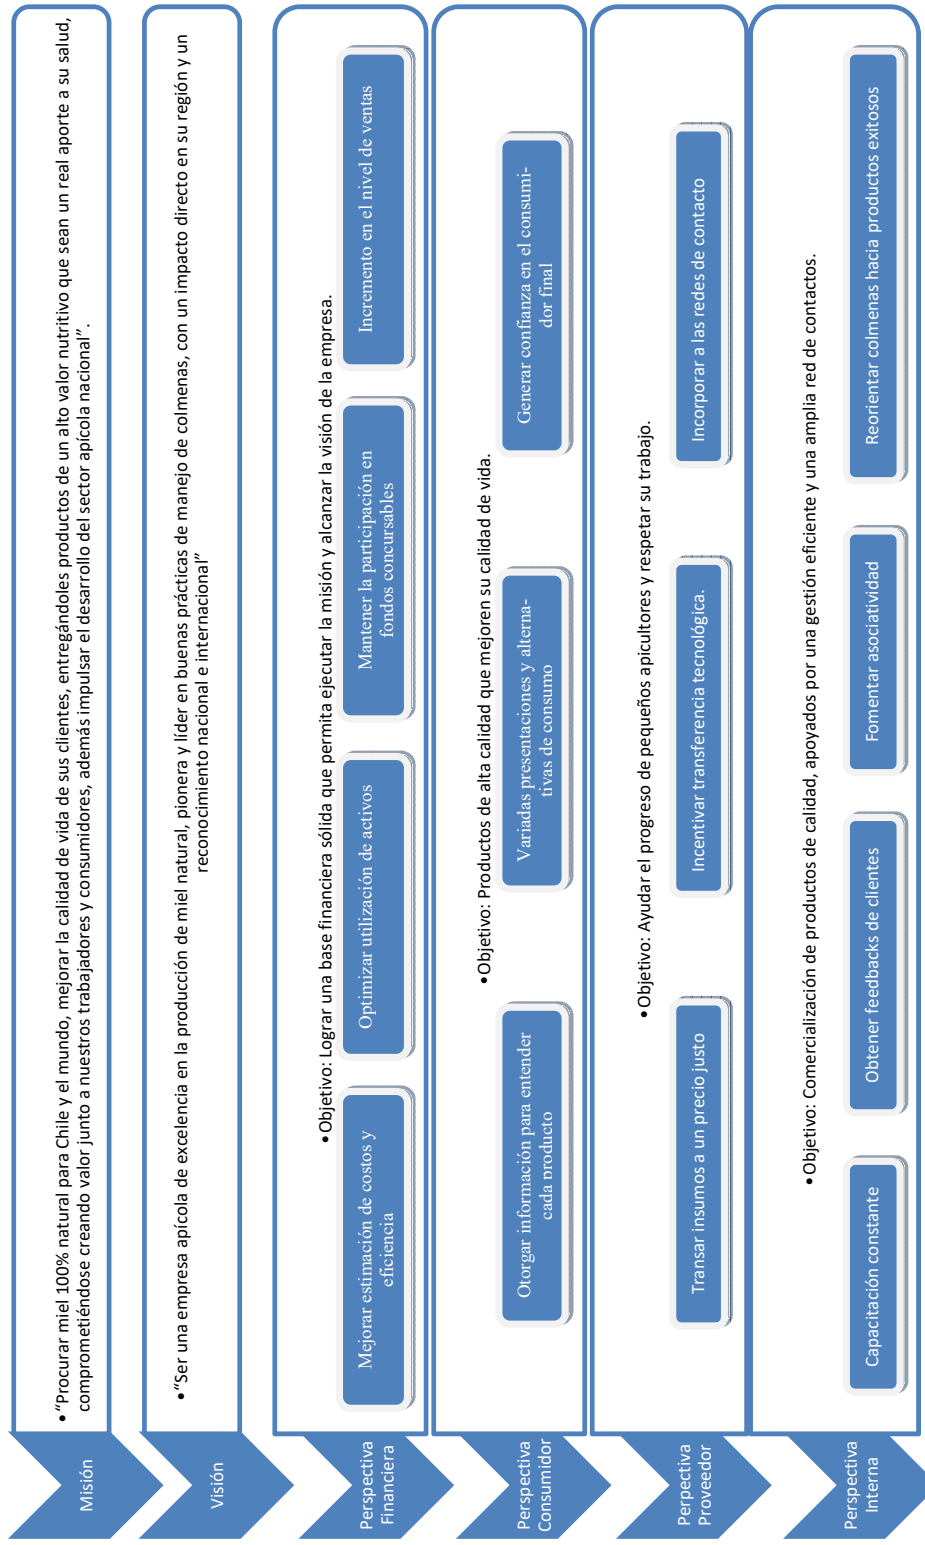 Misión
•“Procurar miel 100% natural para Chile y el mundo, mejorar la calidad de vida de sus clientes, entregándoles productos de un alto valor nutritivo que sean un real aporte a su salud,
comprometiéndose creando valor junto a nuestros trabajadores y consumidores, además impulsar el desarrollo del sector apícola nacional”.
Visión
•“Ser una empresa apícola de excelencia en la producción de miel natural, pionera y líder en buenas prácticas de manejo de colmenas, con un impacto directo en su región y un
reconocimiento nacional e internacional”
Perspectiva
Financiera
•Objetivo: Lograr una base financiera sólida que permita ejecutar la misión y alcanzar la visión de la empresa.
Mejorar estimación de costos y
eficiencia
Optimizar utilización de activos
Mantener la participación en
fondos concursables
Incremento en el nivel de ventas
Perspectiva
Consumidor
•Objetivo: Productos de alta calidad que mejoren su calidad de vida.
Otorgar información para entender
cada producto
Variadas presentaciones y alterna-
tivas de consumo
Generar confianza en el consumi-
dor final
Perpectiva
Proveedor
•Objetivo: Ayudar el progreso de pequeños apicultores y respetar su trabajo.
Transar insumos a un precio justo
Incentivar transferencia tecnológica.
Incorporar a las redes de contacto
Perspectiva
Interna
•Objetivo: Comercialización de productos de calidad, apoyados por una gestión eficiente y una amplia red de contactos.
Capacitación constante
Obtener feedbacks de clientes
Fomentar asociatividad
Reorientar colmenas hacia productos exitosos